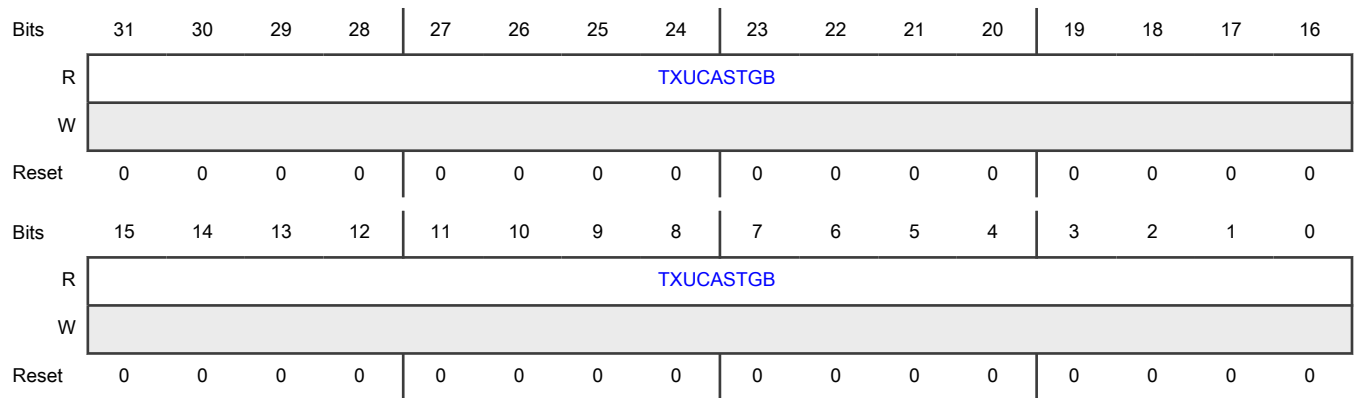 Bits 31 30 29 28 27 26 25 24 23 22 21 20 19 18 17 16
R TXUCASTGB
W
Reset 0 0 0 0 0 0 0 0 0 0 0 0 0 0 0 0
Bits 15 14 13 12 11 10 9 8 7 6 5 4 3 2 1 0
R TXUCASTGB
W
Reset 0 0 0 0 0 0 0 0 0 0 0 0 0 0 0 0